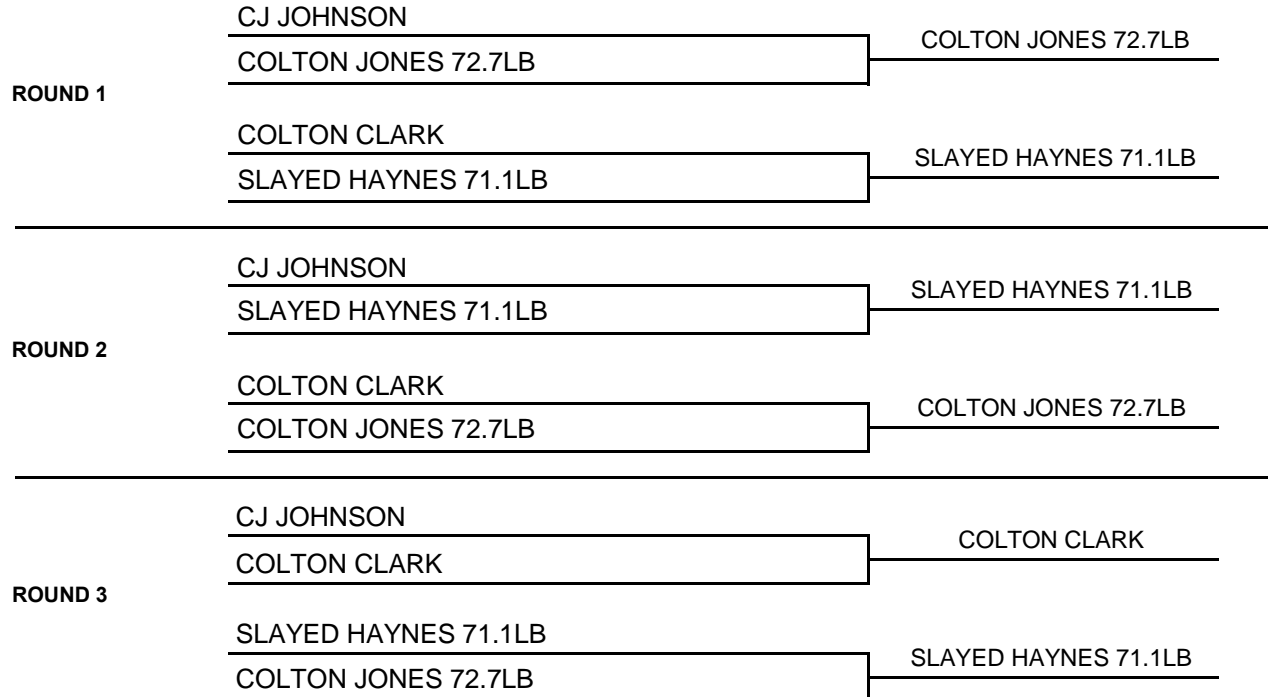 CJ JOHNSON
COLTON JONES 72.7LB
COLTON JONES 72.7LB
ROUND 1
COLTON CLARK
SLAYED HAYNES 71.1LB
SLAYED HAYNES 71.1LB
CJ JOHNSON
SLAYED HAYNES 71.1LB
SLAYED HAYNES 71.1LB
ROUND 2
COLTON CLARK
COLTON JONES 72.7LB
COLTON JONES 72.7LB
CJ JOHNSON
COLTON CLARK
COLTON CLARK
ROUND 3
SLAYED HAYNES 71.1LB
SLAYED HAYNES 71.1LB
COLTON JONES 72.7LB